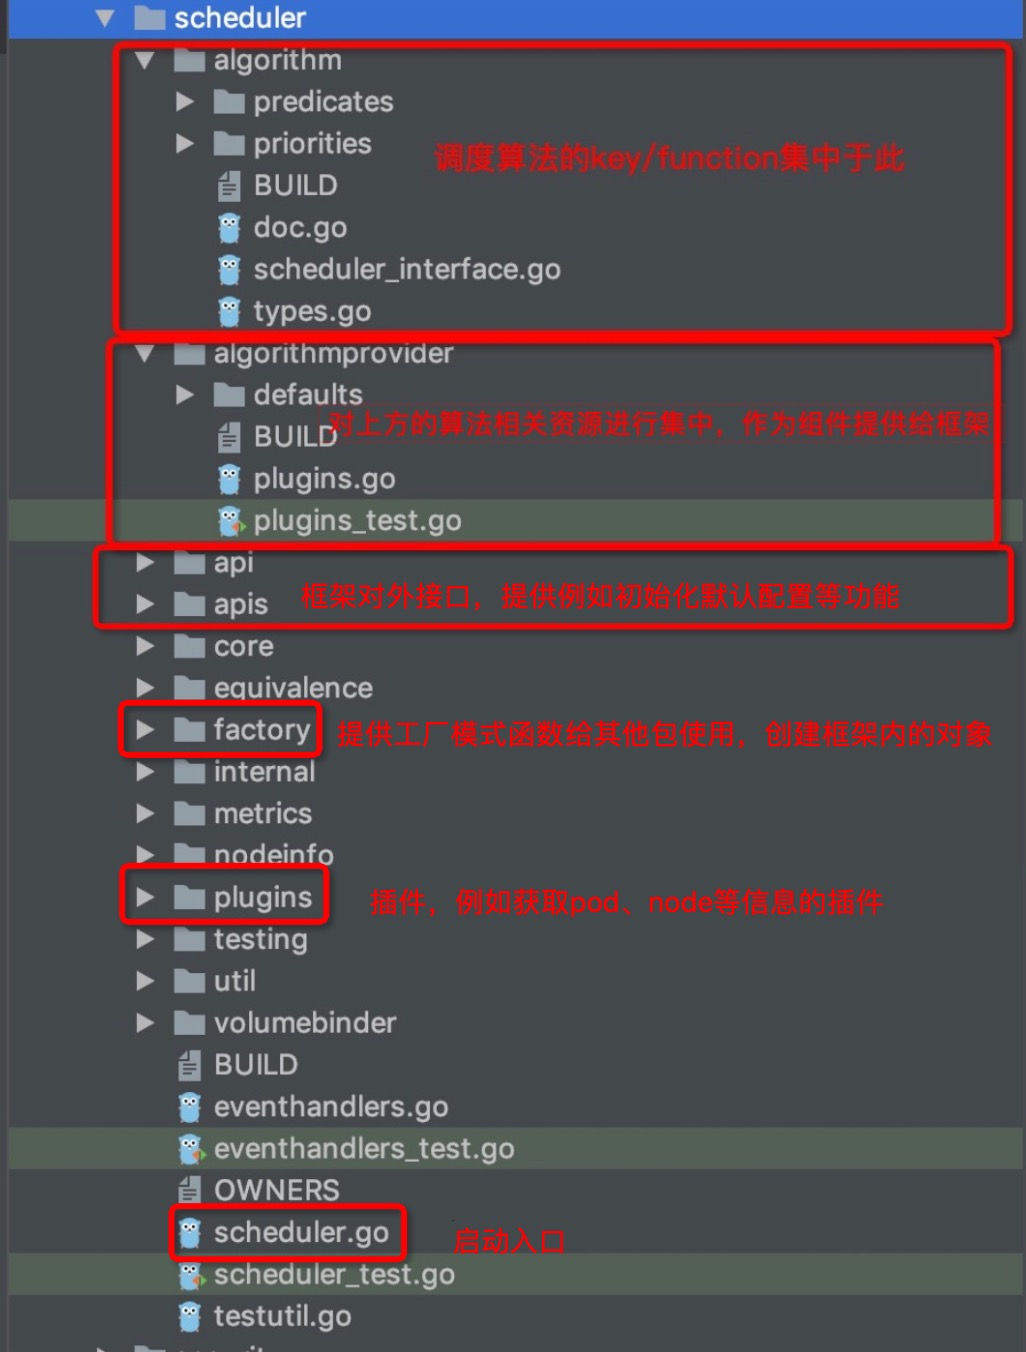 scheduler
algorithm
predicates
priorities
调度算法的key/function集中于此
BUILD
doc.go
scheduler_interface.go
types.go
algorithmprovider
defaults
对上方的算法相关资源进行集中，作为组件提供给框架
BUILD
plugins.go
plugins_test.go
api
框架对外接口，提供例如初始化默认配置等功能
apis
core
equivalence
factory
提供工厂模式函数给其他包使用，创建框架内的对象
internal
metrics
nodeinfo
plugins
插件，例如获取pod、node等信息的插件
testing
util
volumebinder
BUILD
eventhandlers.go
eventhandlers_test.go
OWNERS
scheduler.go
启动入口
scheduler_test.go
testutil.go